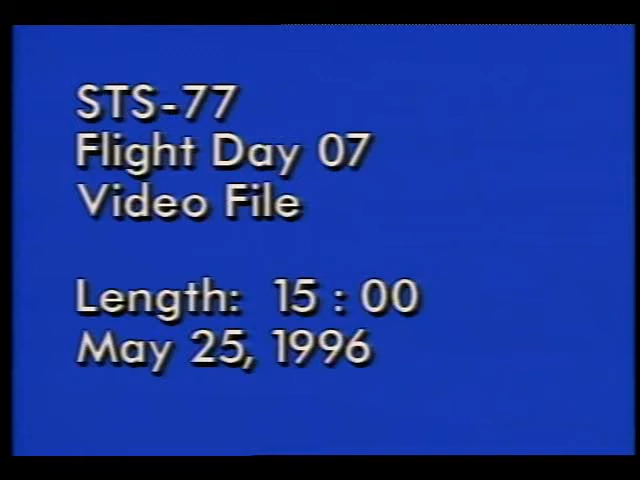 STS-77
Flight Day 07
Video File
Length: 15 : 00
May 25, 1996